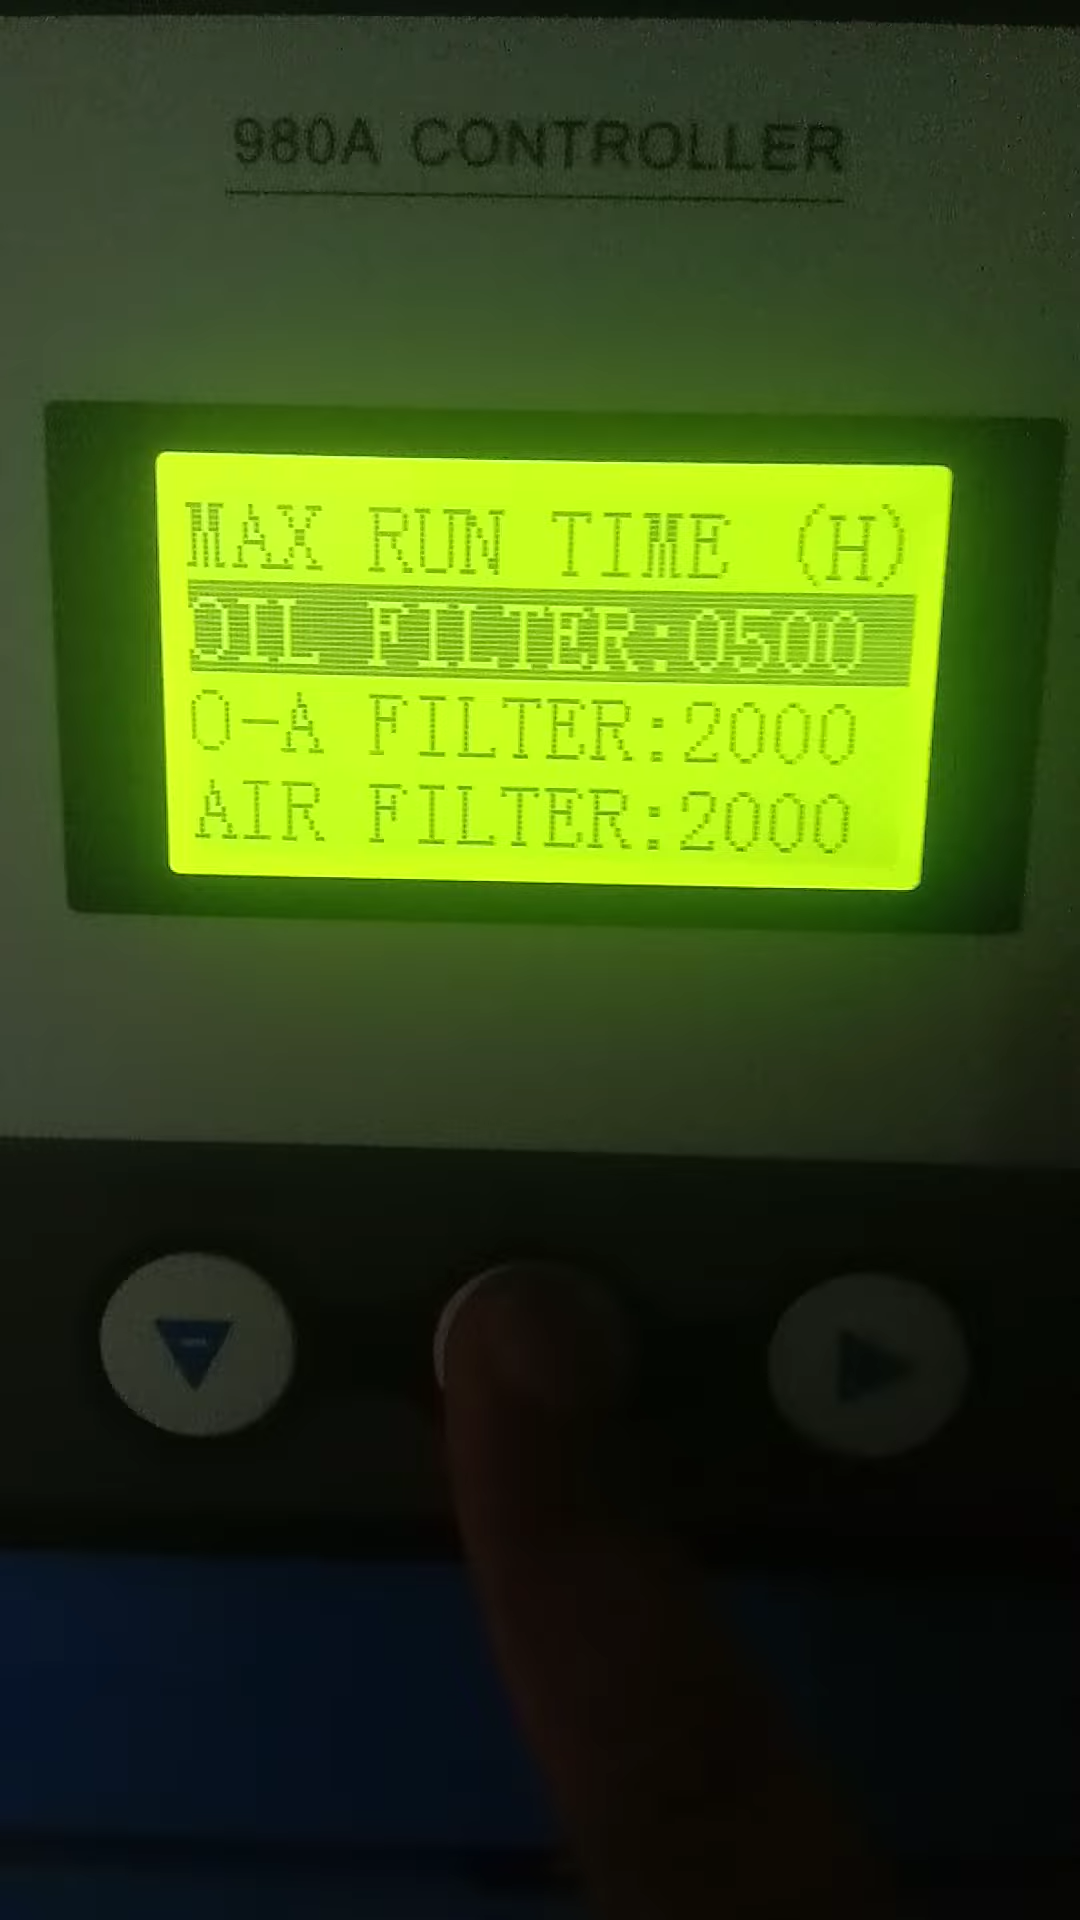 980A CONTROLLER
MAX RUN TIME (H)
OIL FILTER:0500
O-A FILTER:2000
AIR FILTER:2000